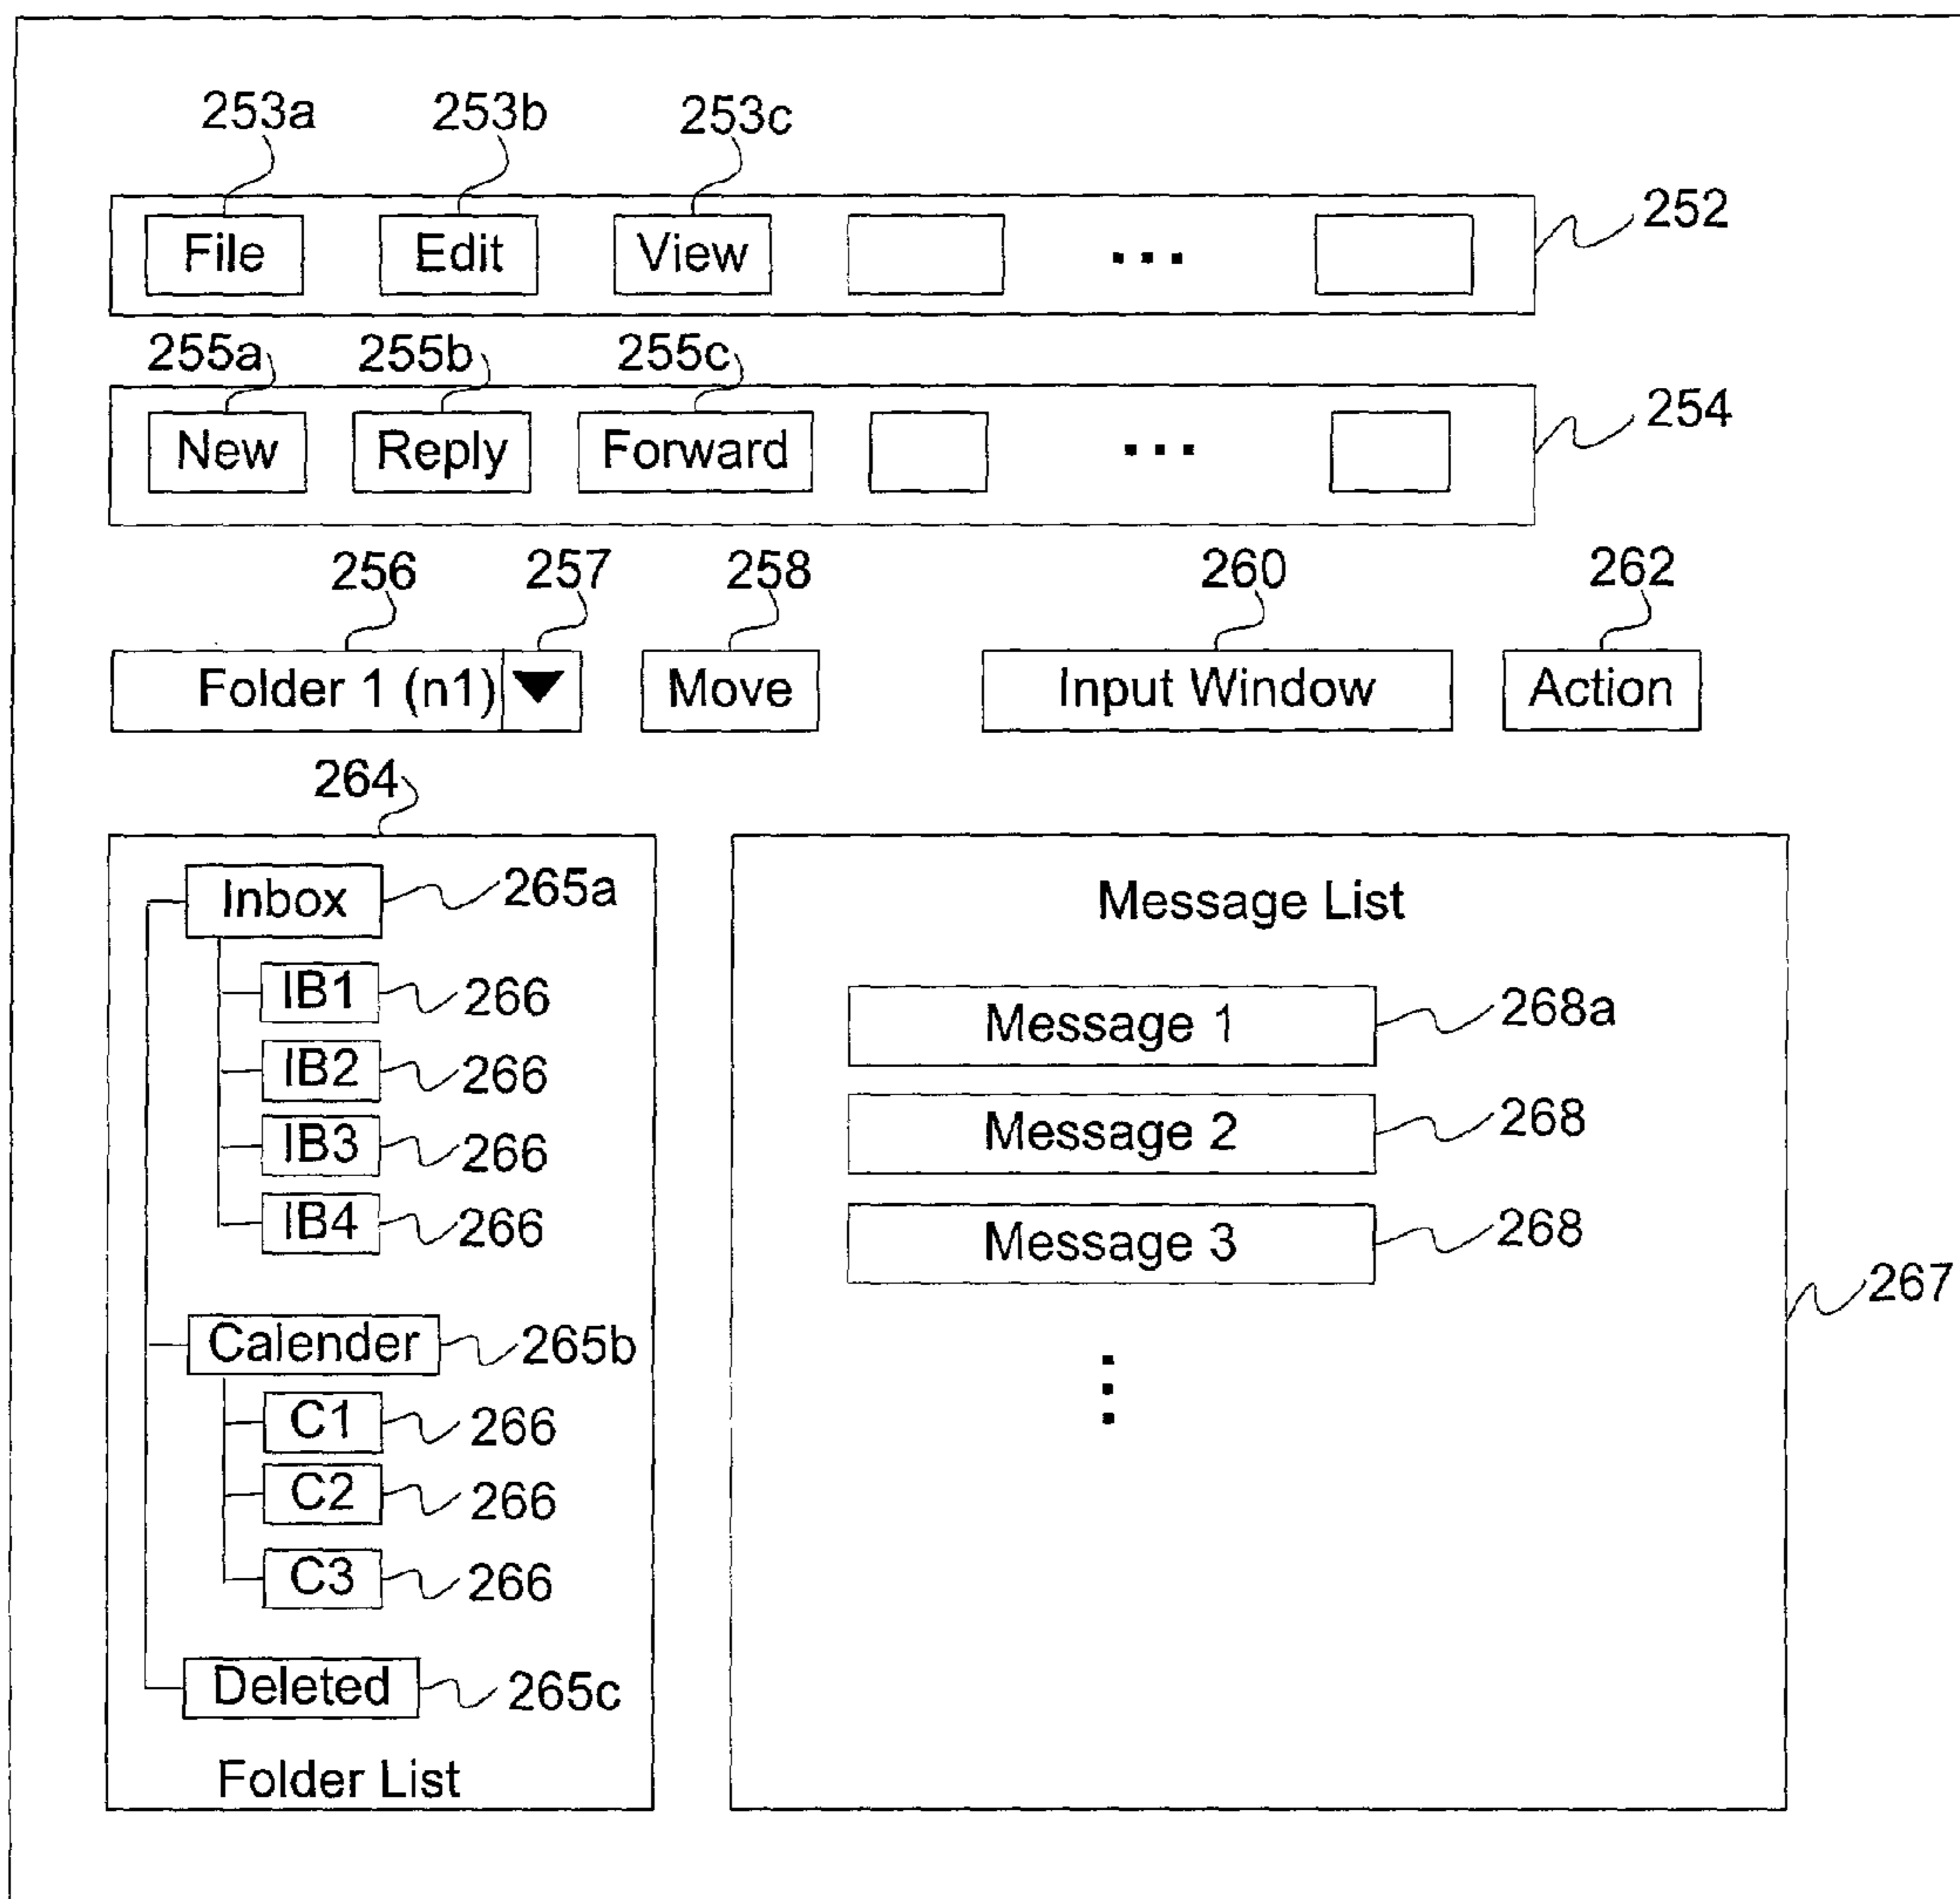 253a 253b 253c
File Edit View ... 252
255a 255b 255c
New Reply Forward ... 254
256 257 258 260 262
Folder 1 (n1) Move Input Window Action
264
Inbox 265a
IB1 266
IB2 266
IB3 266
IB4 266
Calender 265b
C1 266
C2 266
C3 266
Deleted 265c
Folder List
Message List
Message 1 268a
Message 2 268
Message 3 268
267